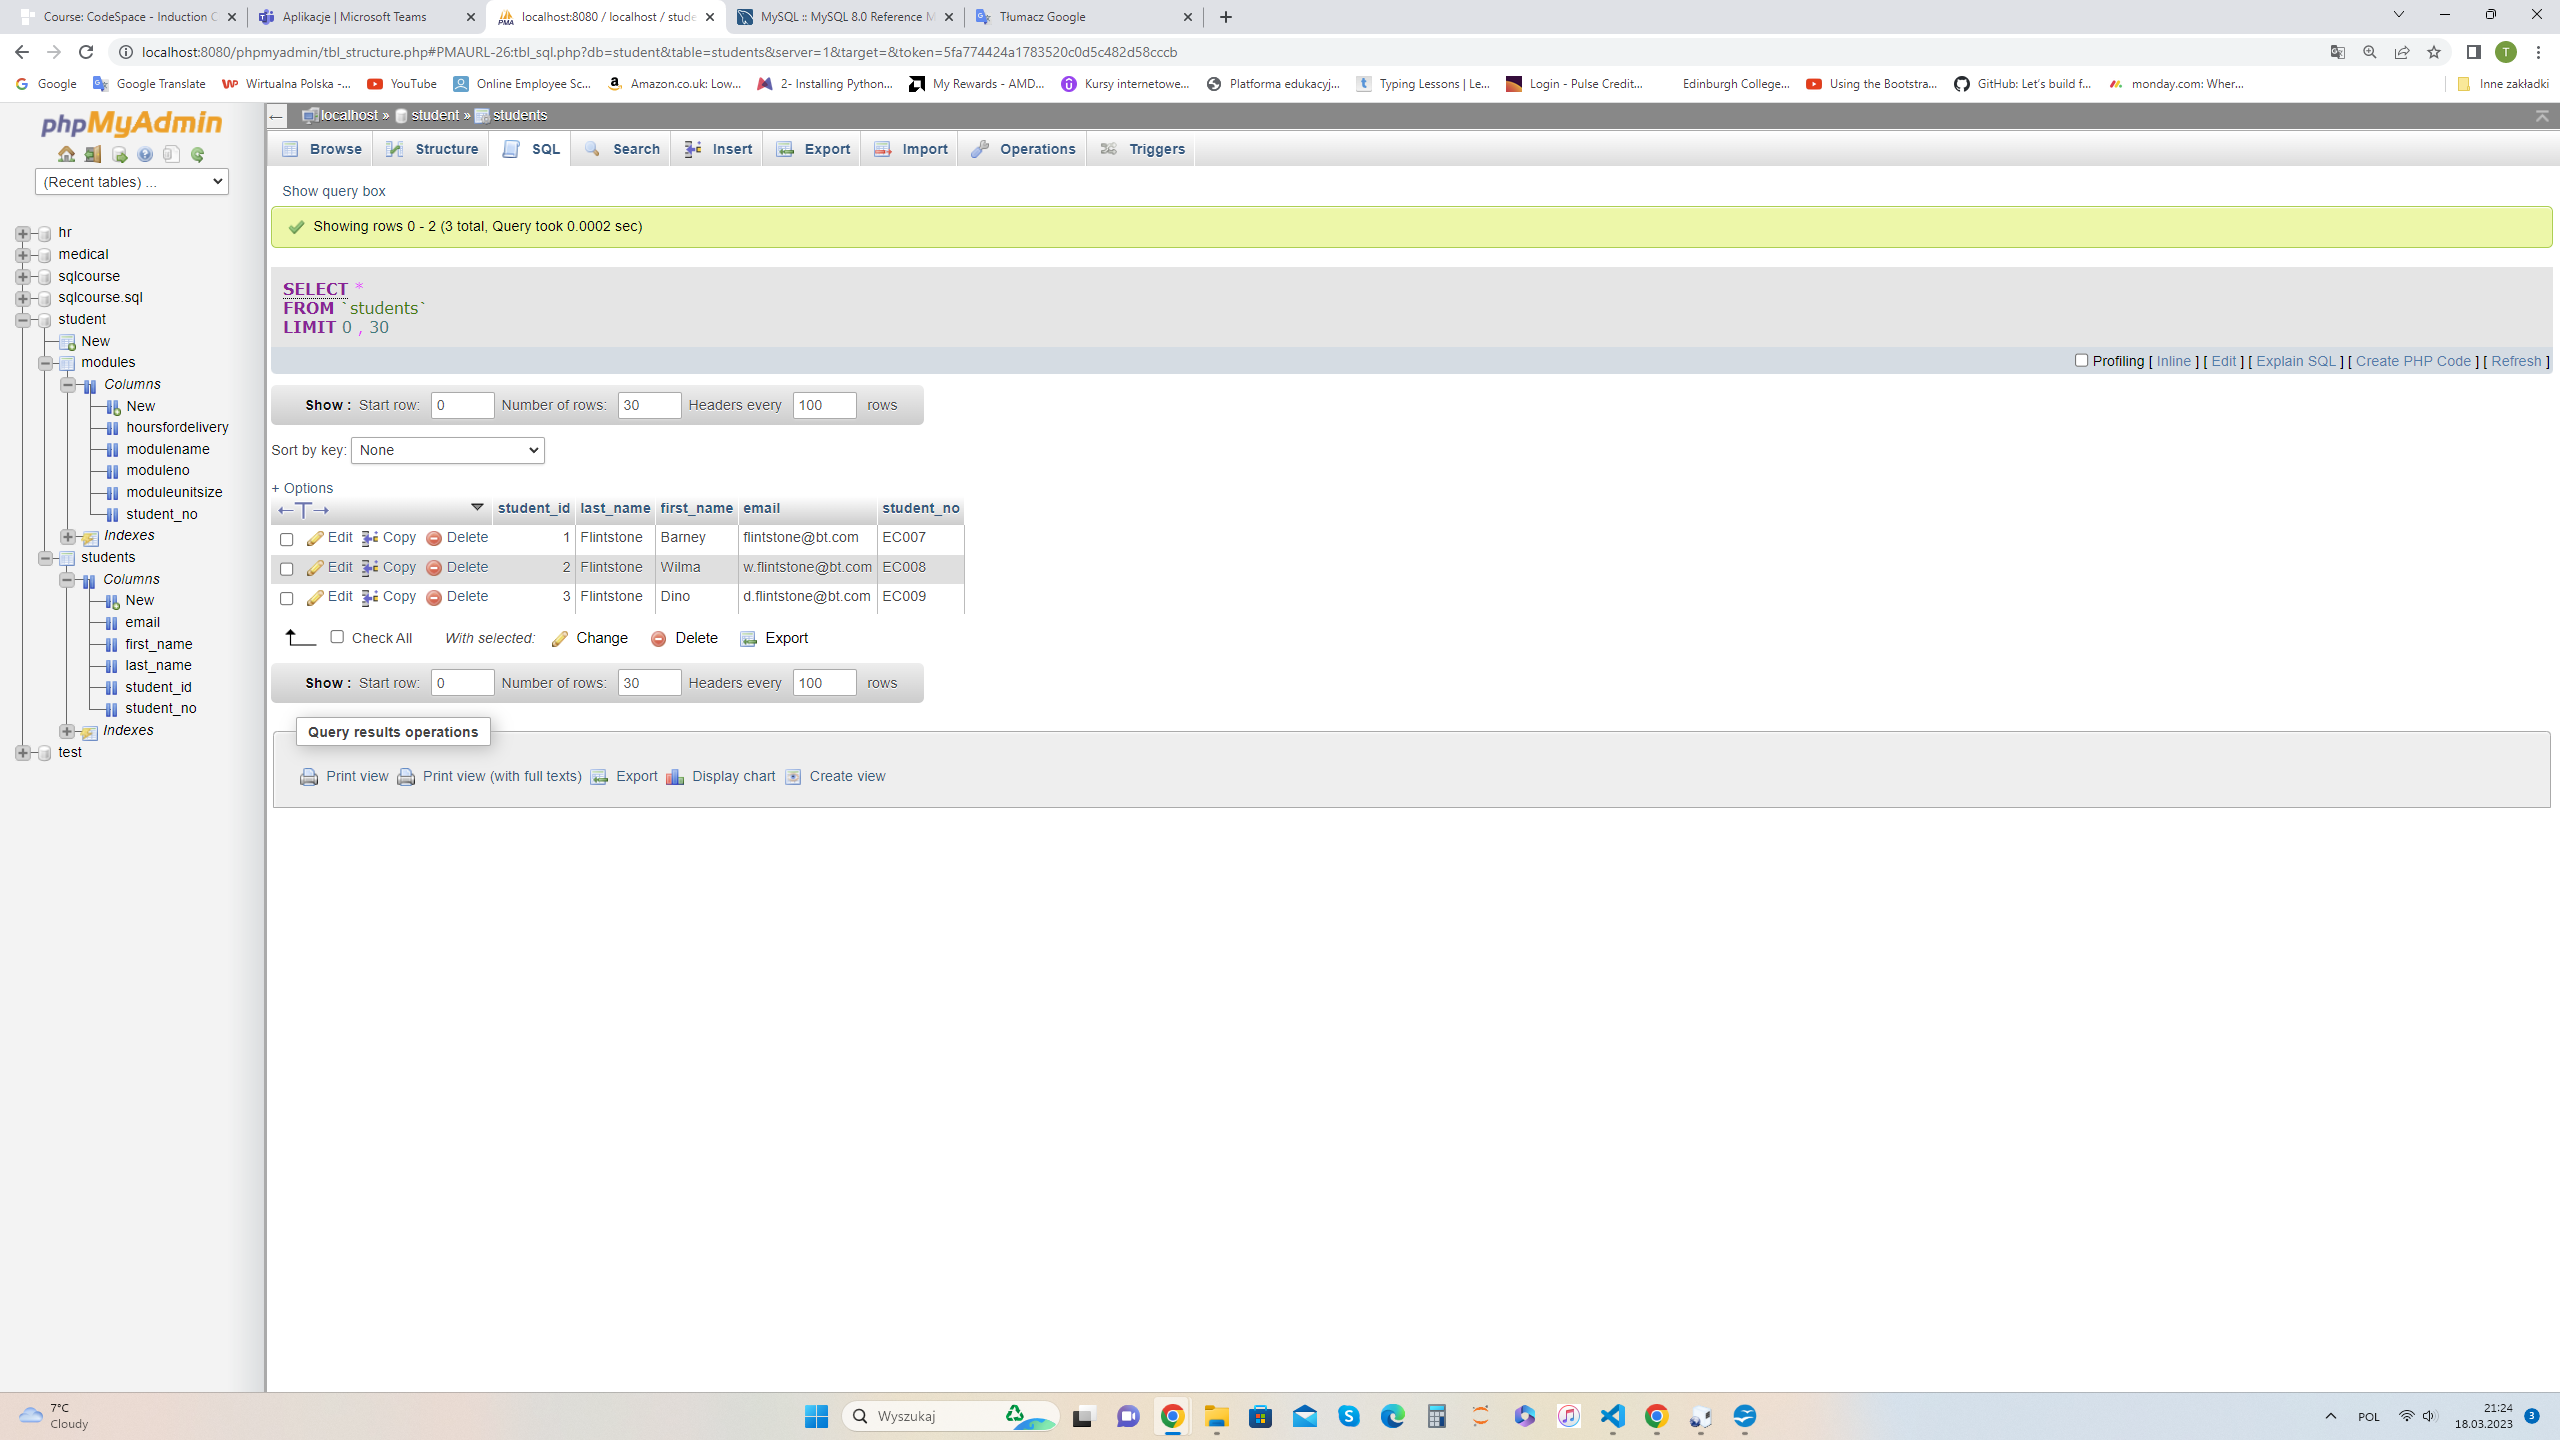 Course: CodeSpace - Induction C
Aplikacje | Microsoft Teams
localhost:8080 / localhost / stude
MySQL :: MySQL 8.0 Reference M
Tłumacz Google
localhost:8080/phpmyadmin/tbl_structure.php#PMAURL-26:tbl_sql.php?db=student&table=students&server=1&target=&token=5fa774424a1783520c0d5c482d58cccb
Google Google Translate Wirtualna Polska -... YouTube Online Employee Sc... Amazon.co.uk: Low... 2- Installing Python... My Rewards - AMD... Kursy internetowe... Platforma edukacyj... Typing Lessons | Le... Login - Pulse Credit... Edinburgh College... Using the Bootstra... GitHub: Let's build f... monday.com: Wher... Inne zakładki
phpMyAdmin
(Recent tables) ...
hr
medical
sqlcourse
sqlcourse.sql
student
New
modules
Columns
New
hoursfordelivery
modulename
moduleno
moduleunitsize
student_no
Indexes
students
Columns
New
email
first_name
last_name
student_id
student_no
Indexes
test
← localhost » student » students
Browse Structure SQL Search Insert Export Import Operations Triggers
Show query box
Showing rows 0 - 2 (3 total, Query took 0.0002 sec)
SELECT *
FROM `students`
LIMIT 0 , 30
Profiling [ Inline ] [ Edit ] [ Explain SQL ] [ Create PHP Code ] [ Refresh ]
Show : Start row: 0 Number of rows: 30 Headers every 100 rows
Sort by key: None
+ Options
←T→ student_id last_name first_name email student_no
Edit Copy Delete 1 Flintstone Barney flintstone@bt.com EC007
Edit Copy Delete 2 Flintstone Wilma w.flintstone@bt.com EC008
Edit Copy Delete 3 Flintstone Dino d.flintstone@bt.com EC009
Check All With selected: Change Delete Export
Show : Start row: 0 Number of rows: 30 Headers every 100 rows
Query results operations
Print view Print view (with full texts) Export Display chart Create view
7°C
Cloudy
Wyszukaj
POL
21:24
18.03.2023
3